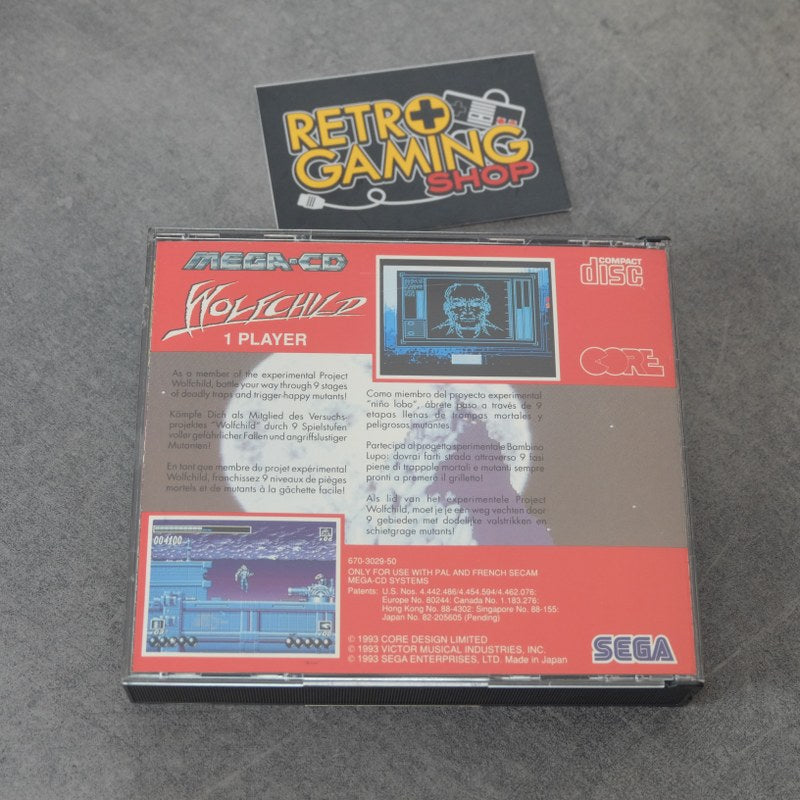 RETRO
GAMING
SHOP
MEGA-CD
WOLFCHILD
1 PLAYER
COMPACT
disc
CORE
As a member of the experimental Project
Wolfchild, battle your way through 9 stages
of deadly traps and trigger-happy mutants!
Kämpfe Dich als Mitglied des Versuchs-
projektes "Wolfchild" durch 9 Spielstufen
voller gefährlicher Fallen und angriffslustiger
Mutanten!
En tant que membre du projet expérimental
Wolfchild, franchissez 9 niveaux de pièges
mortels et de mutants à la gâchette facile!
Como miembro del proyecto experimental
"niño lobo", ábrete paso a través de 9
etapas llenas de trampas mortales y
peligrosos mutantes.
Partecipa al progetto sperimentale Bambino
Lupo: dovrai farti strada attraverso 9 fasi
piene di trappole mortali e mutanti sempre
pronti a premere il grilletto!
Als lid van het experimentele Project
Wolfchild, moet je je een weg vechten door
9 gebieden met dodelijke valstrikken en
schietgrage mutants!
004100
670-3029-50
ONLY FOR USE WITH PAL AND FRENCH SECAM
MEGA-CD SYSTEMS
Patents: U.S. Nos. 4.442.486/4.454.594/4.462.076:
Europe No. 80244: Canada No. 1.183.276:
Hong Kong No. 88-4302: Singapore No. 88-155:
Japan No. 82-205605 (Pending)
© 1993 CORE DESIGN LIMITED
© 1993 VICTOR MUSICAL INDUSTRIES, INC.
© 1993 SEGA ENTERPRISES, LTD. Made in Japan
SEGA